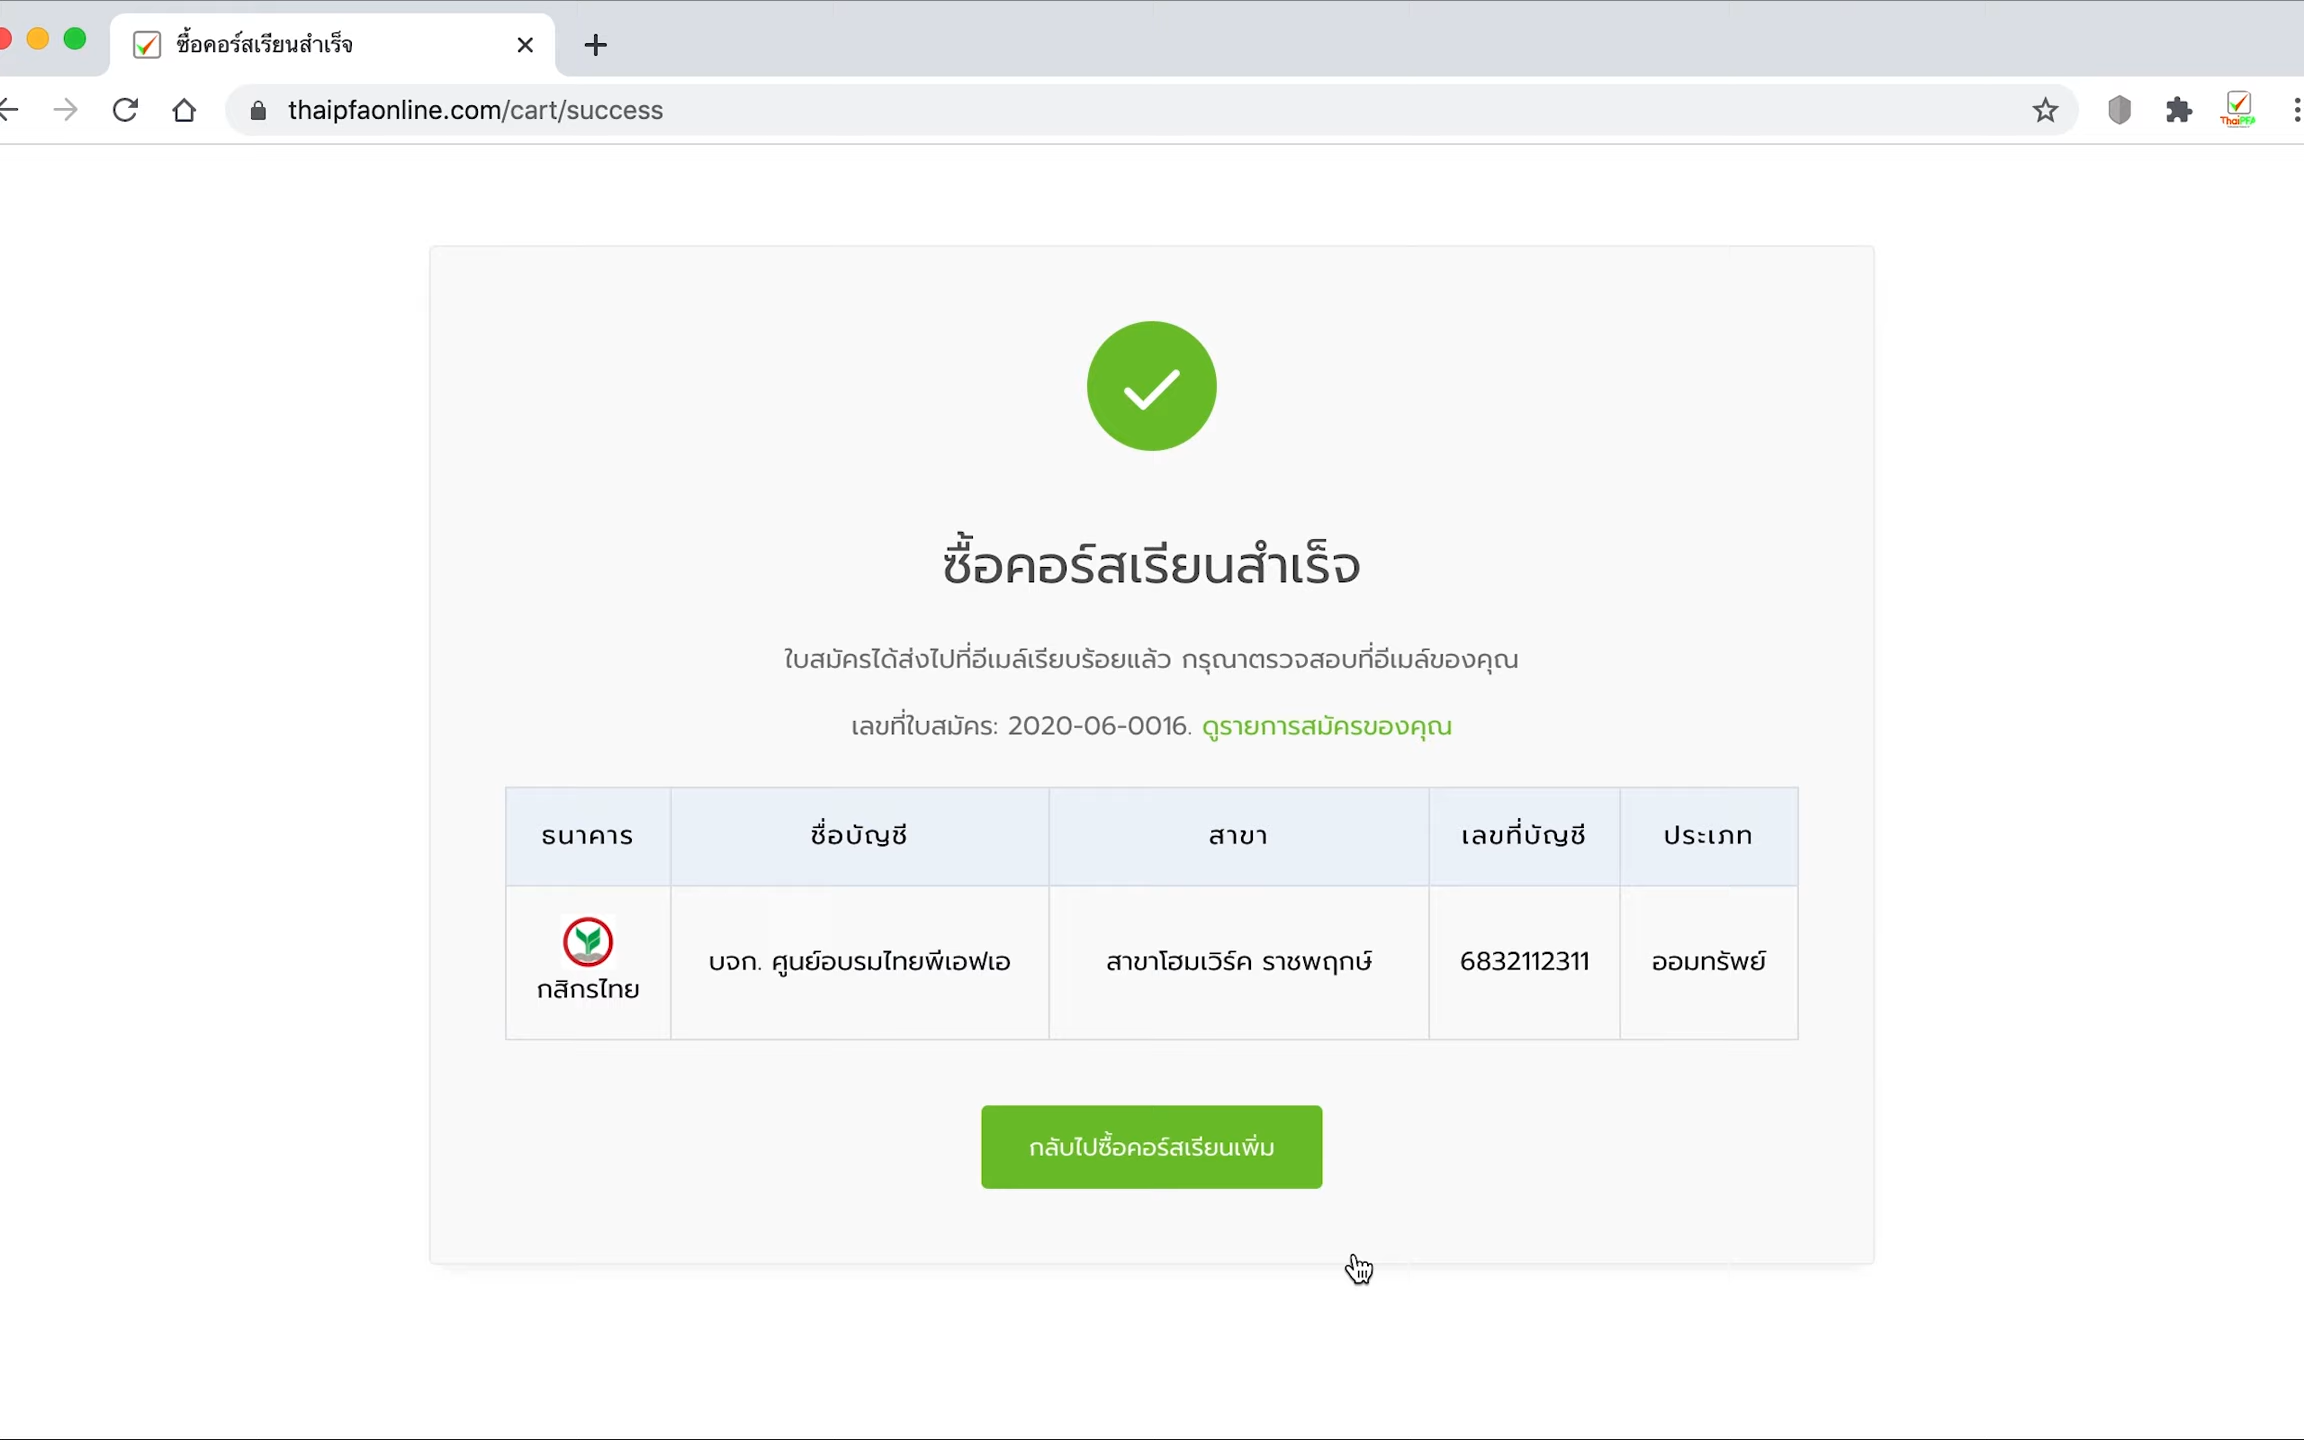 ซื้อคอร์สเรียนสำเร็จ
thaipfaonline.com/cart/success
ThaiPFA
ซื้อคอร์สเรียนสำเร็จ
ใบสมัครได้ส่งไปที่อีเมล์เรียบร้อยแล้ว กรุณาตรวจสอบที่อีเมล์ของคุณ
เลขที่ใบสมัคร: 2020-06-0016. ดูรายการสมัครของคุณ
ธนาคาร ชื่อบัญชี สาขา เลขที่บัญชี ประเภท
กสิกรไทย บจก. ศูนย์อบรมไทยพีเอฟเอ สาขาโฮมเวิร์ค ราชพฤกษ์ 6832112311 ออมทรัพย์
กลับไปซื้อคอร์สเรียนเพิ่ม